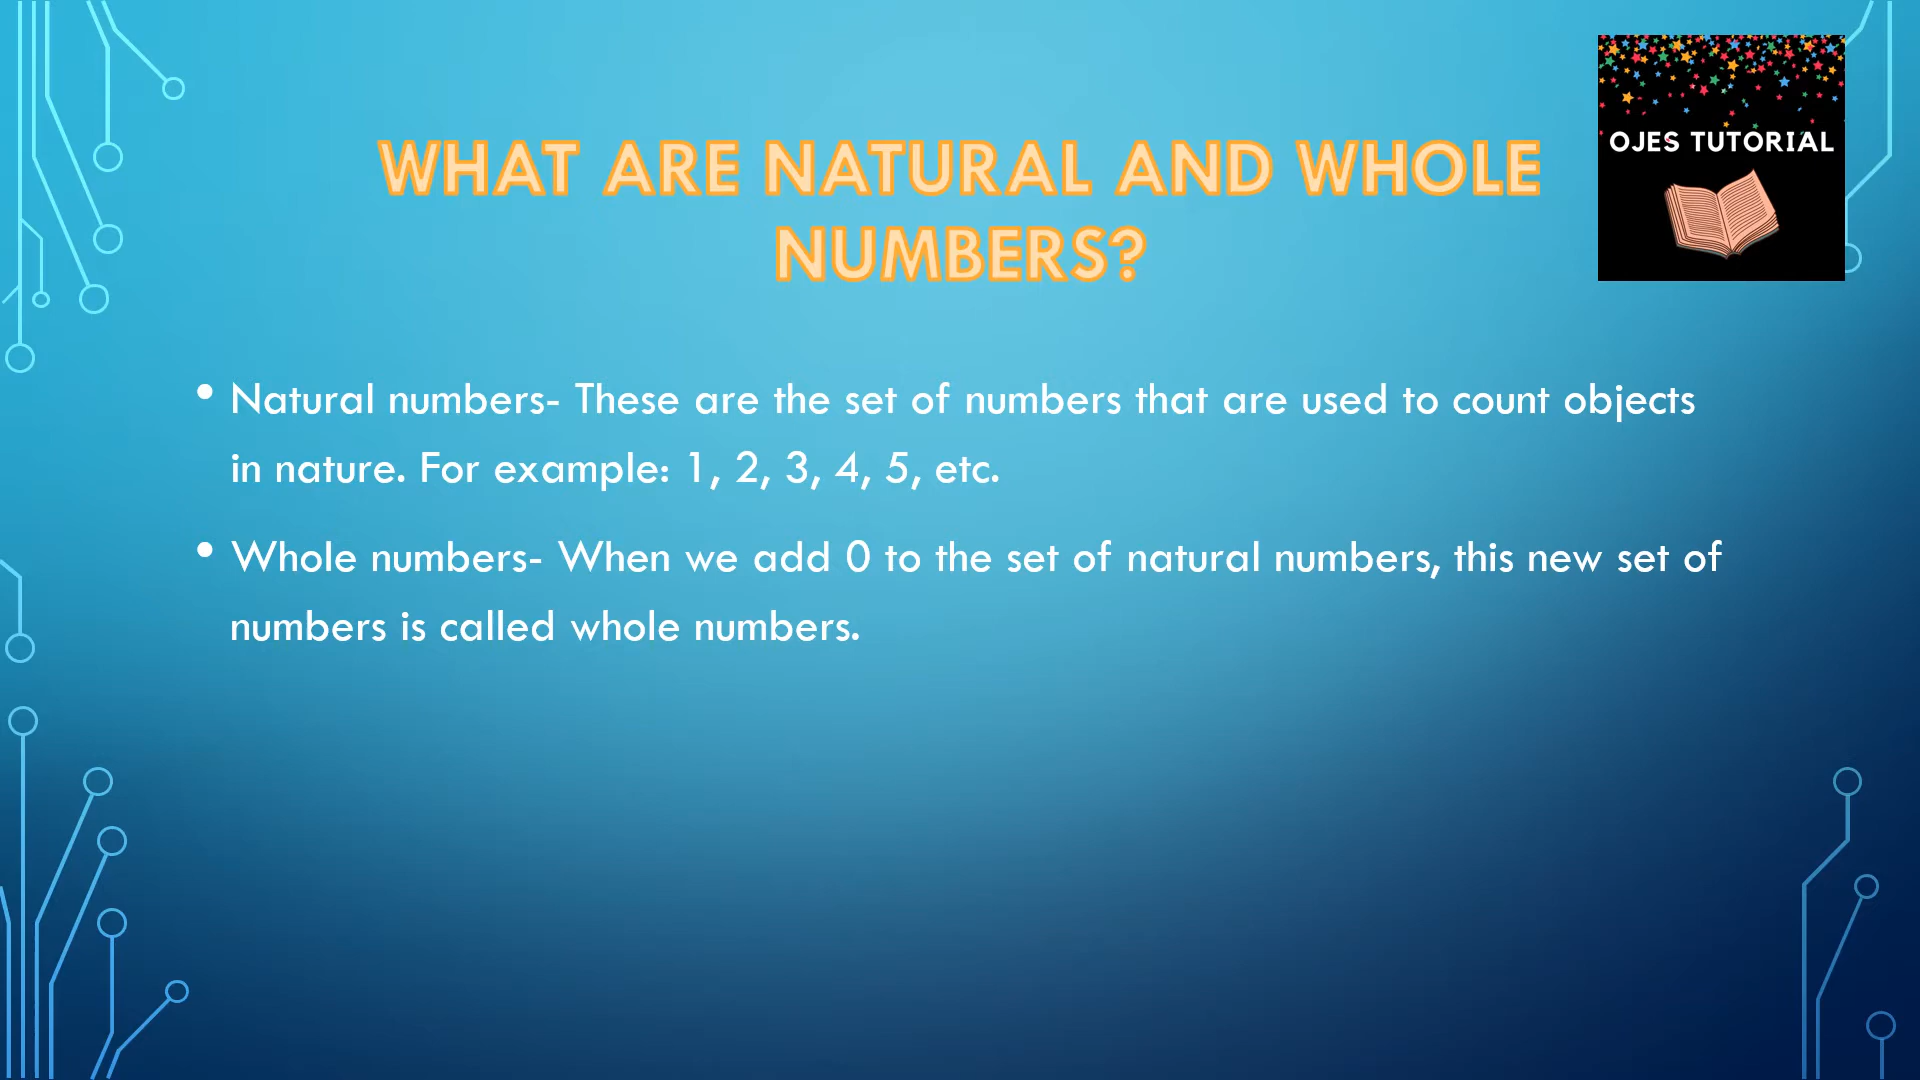 WHAT ARE NATURAL AND WHOLE
NUMBERS?
OJES TUTORIAL
• Natural numbers- These are the set of numbers that are used to count objects
in nature. For example: 1, 2, 3, 4, 5, etc.
• Whole numbers- When we add 0 to the set of natural numbers, this new set of
numbers is called whole numbers.